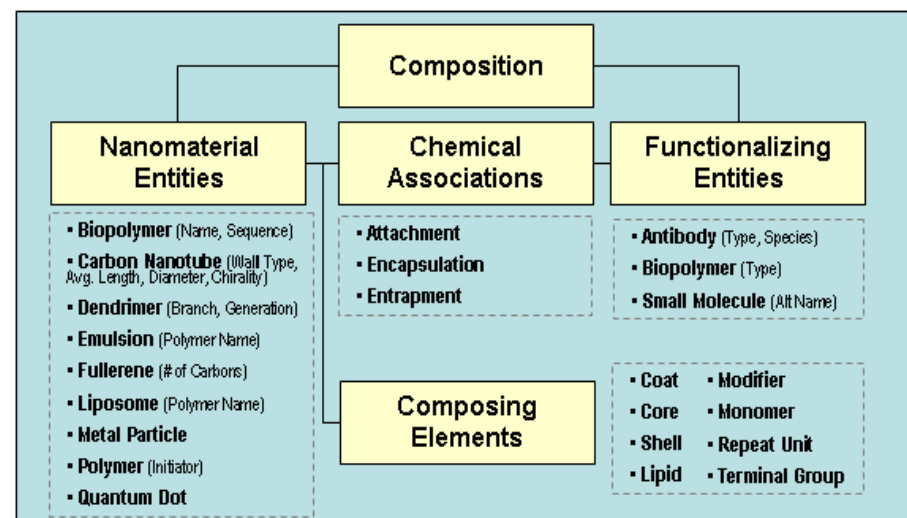 Composition
Nanomaterial
Entities
▪ Biopolymer (Name, Sequence)
▪ Carbon Nanotube (Wall Type,
Avg. Length, Diameter, Chirality)
▪ Dendrimer (Branch, Generation)
▪ Emulsion (Polymer Name)
▪ Fullerene (# of Carbons)
▪ Liposome (Polymer Name)
▪ Metal Particle
▪ Polymer (Initiator)
▪ Quantum Dot
Chemical
Associations
▪ Attachment
▪ Encapsulation
▪ Entrapment
Functionalizing
Entities
▪ Antibody (Type, Species)
▪ Biopolymer (Type)
▪ Small Molecule (Alt Name)
Composing
Elements
▪ Coat ▪ Modifier
▪ Core ▪ Monomer
▪ Shell ▪ Repeat Unit
▪ Lipid ▪ Terminal Group